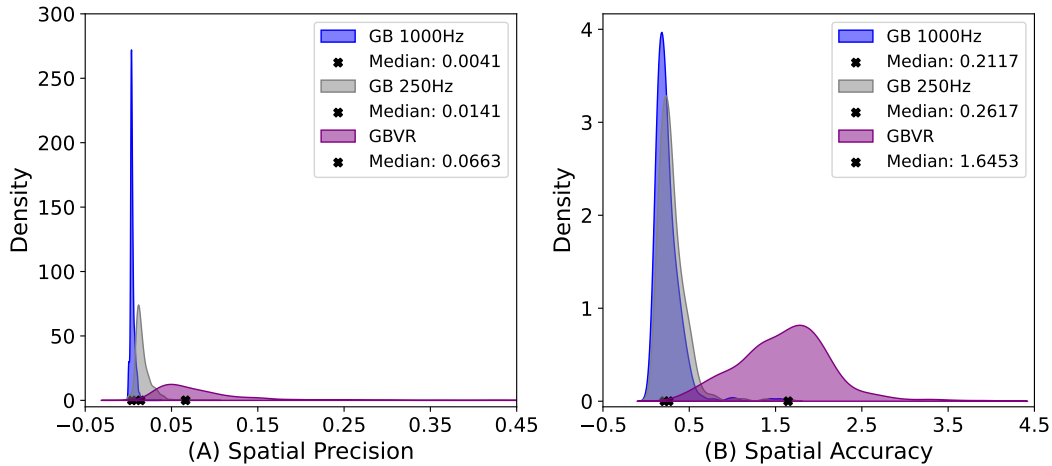 300
250
200
150
100
50
0
Density
−0.05
0.05
0.15
0.25
0.35
0.45
(A) Spatial Precision
GB 1000Hz
Median: 0.0041
GB 250Hz
Median: 0.0141
GBVR
Median: 0.0663
4
3
2
1
0
Density
−0.5
0.5
1.5
2.5
3.5
4.5
(B) Spatial Accuracy
GB 1000Hz
Median: 0.2117
GB 250Hz
Median: 0.2617
GBVR
Median: 1.6453